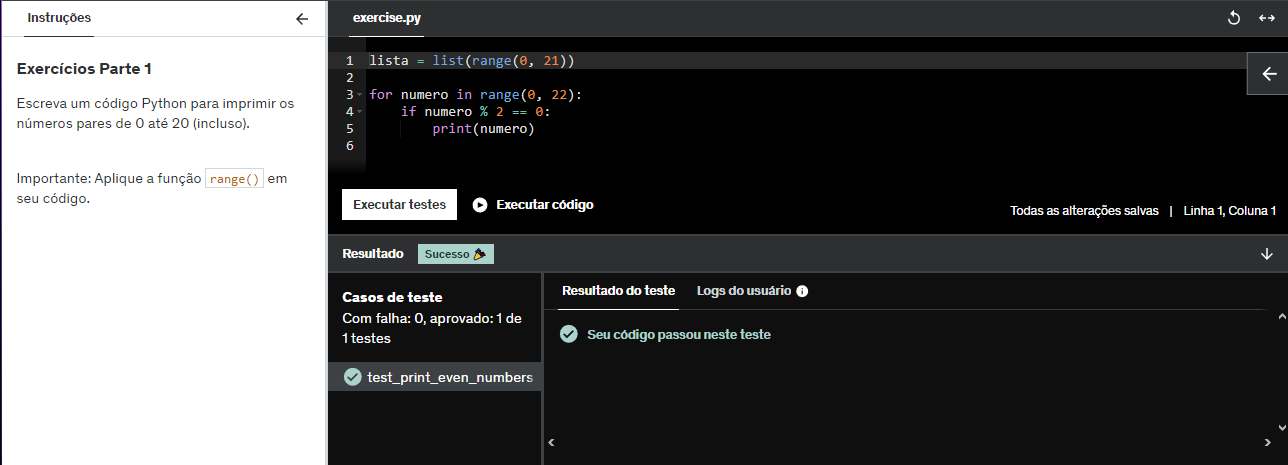 Instruções
Exercícios Parte 1
Escreva um código Python para imprimir os
números pares de 0 até 20 (incluso).
Importante: Aplique a função range() em
seu código.
exercise.py
1 lista = list(range(0, 21))
2
3 for numero in range(0, 22):
4     if numero % 2 == 0:
5         print(numero)
6
Executar testes
Executar código
Todas as alterações salvas | Linha 1, Coluna 1
Resultado Sucesso
Casos de teste
Com falha: 0, aprovado: 1 de
1 testes
test_print_even_numbers
Resultado do teste Logs do usuário
Seu código passou neste teste